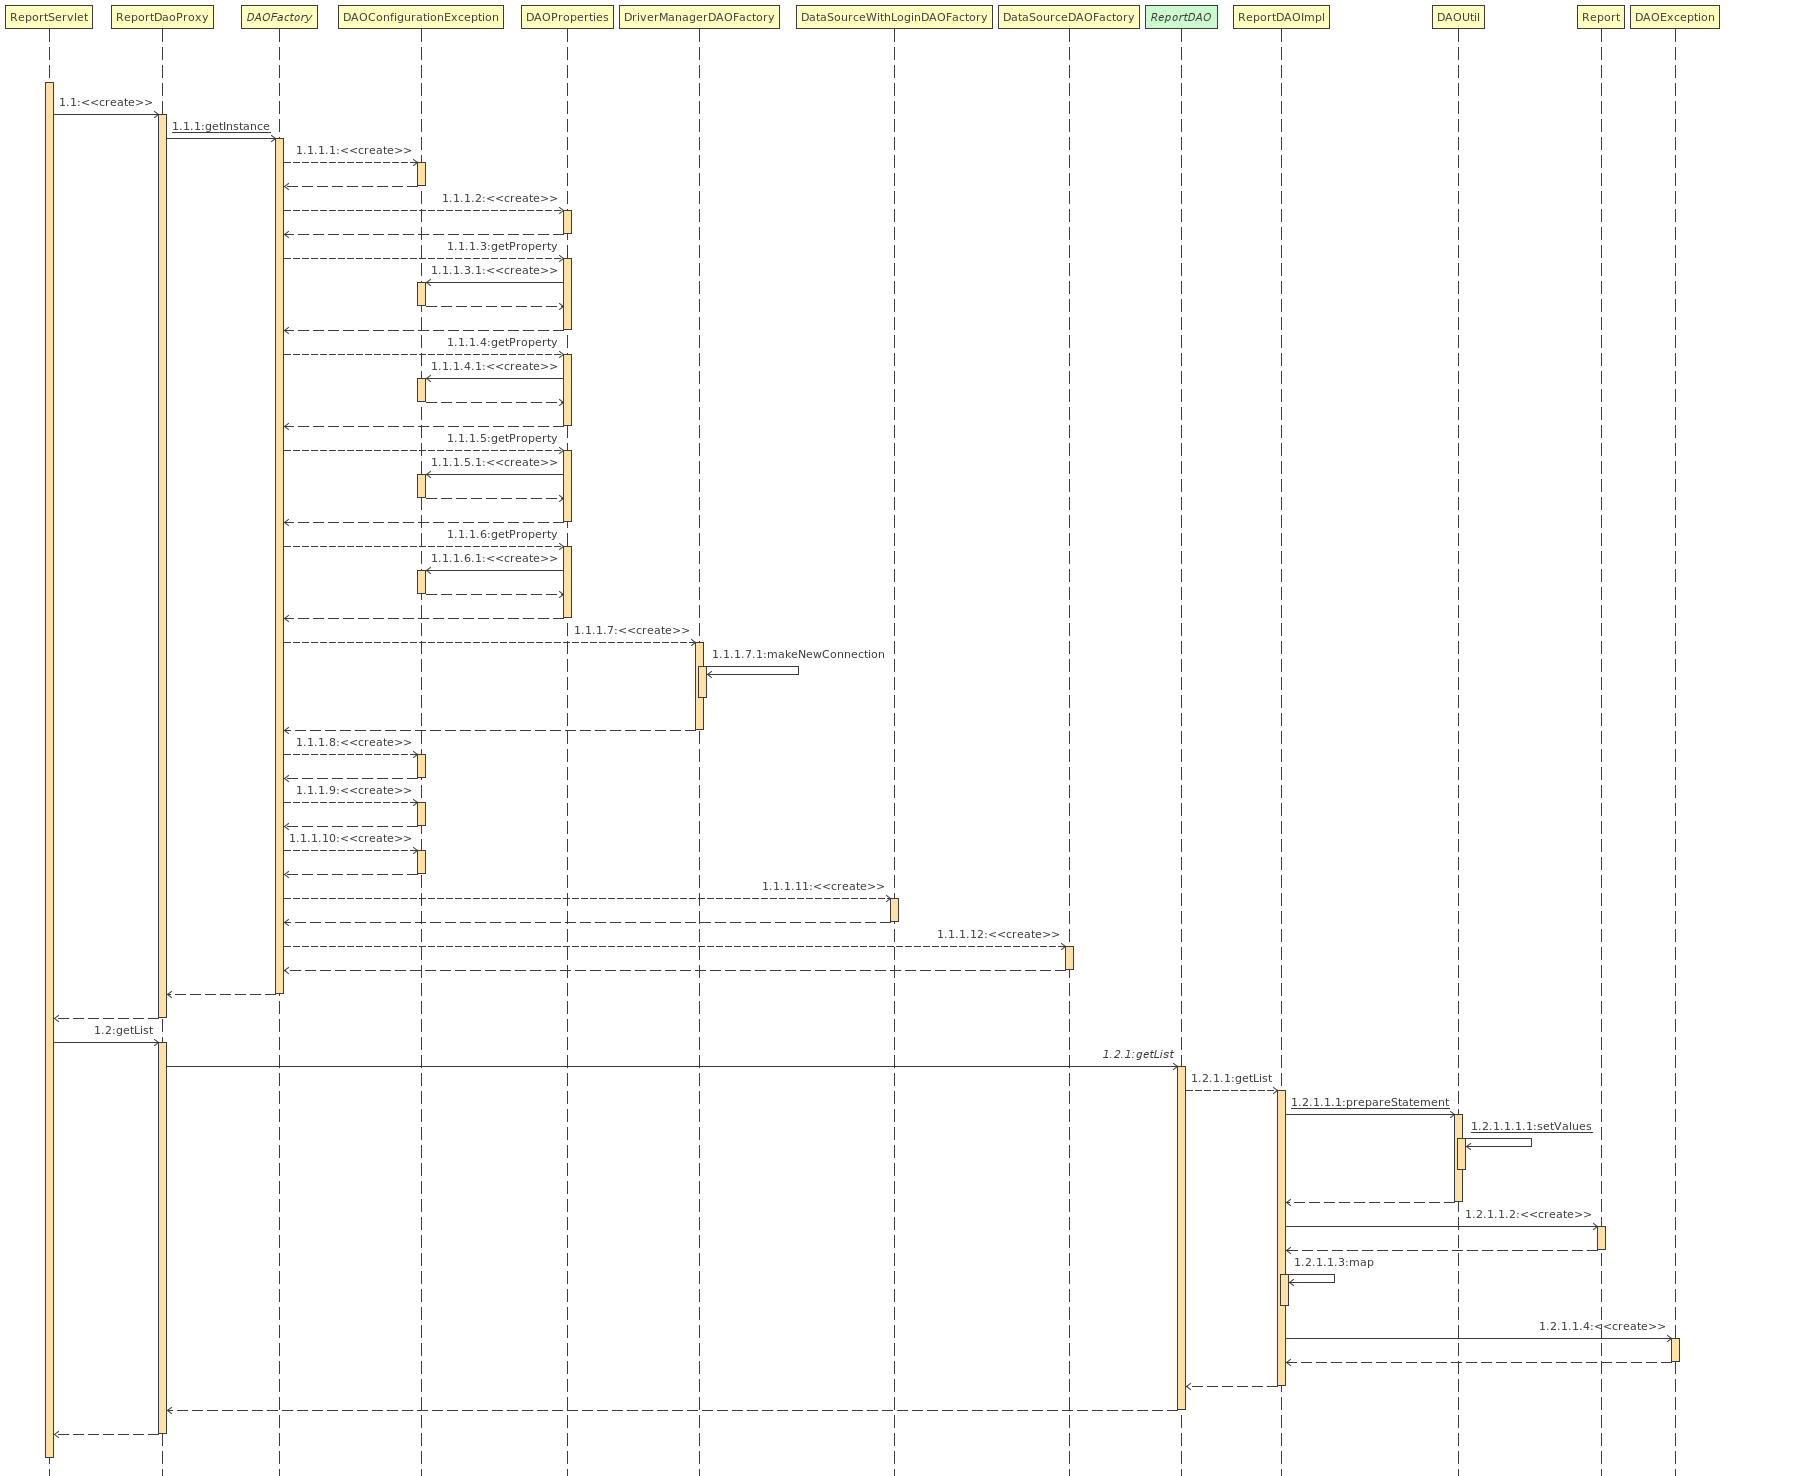 ReportServlet
ReportDaoProxy
DAOFactory
DAOConfigurationException
DAOProperties
DriverManagerDAOFactory
DataSourceWithLoginDAOFactory
DataSourceDAOFactory
ReportDAO
ReportDAOImpl
DAOUtil
Report
DAOException
1.1:<<create>>
1.1.1:getInstance
1.1.1.1:<<create>>
1.1.1.2:<<create>>
1.1.1.3:getProperty
1.1.1.3.1:<<create>>
1.1.1.4:getProperty
1.1.1.4.1:<<create>>
1.1.1.5:getProperty
1.1.1.5.1:<<create>>
1.1.1.6:getProperty
1.1.1.6.1:<<create>>
1.1.1.7:<<create>>
1.1.1.7.1:makeNewConnection
1.1.1.8:<<create>>
1.1.1.9:<<create>>
1.1.1.10:<<create>>
1.1.1.11:<<create>>
1.1.1.12:<<create>>
1.2:getList
1.2.1:getList
1.2.1.1:getList
1.2.1.1.1:prepareStatement
1.2.1.1.1.1:setValues
1.2.1.1.2:<<create>>
1.2.1.1.3:map
1.2.1.1.4:<<create>>